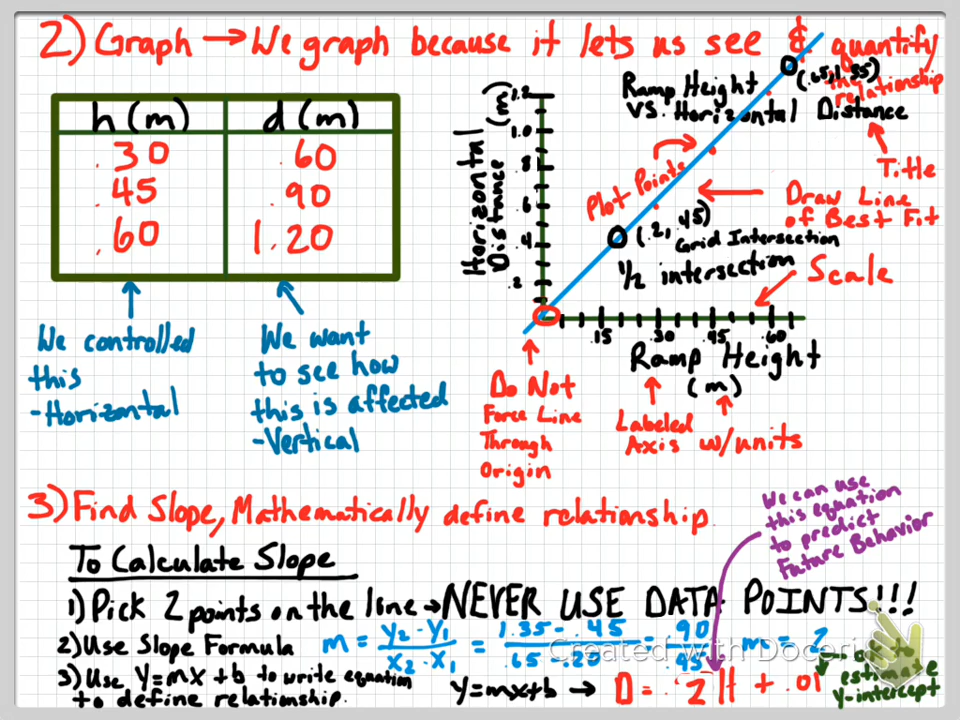 2) Graph → We graph because it lets us see & quantify
the relationship
h (m) d (m)
.30 .60
.45 .90
.60 1.20
We controlled
this
-Horizontal
We want
to see how
this is affected
-Vertical
Ramp Height
VS. Horizontal Distance
Title
Horizontal
Distance (m)
1.2
1.0
.8
.6
.4
.2
Plot Points
Draw Line
of Best Fit
(.2, .45)
Grid Intersection
1/2 intersection
Scale
.15 .30 .45 .60
Ramp Height
(m)
Do Not
Force Line
Through
Origin
Labeled
Axis w/units
3) Find Slope, Mathematically define relationship
We can use
this equation
to predict
Future Behavior
To Calculate Slope
1) Pick 2 points on the line → NEVER USE DATA POINTS!!!
2) Use Slope Formula m = y2 - y1 / x2 - x1 = 1.35 - .45 / .65 - .20 = .90 / .45 m = 2
3) Use y=mx+b to write equation
to define relationship.
y=mx+b → D = 2 H + .01
estimate
y-intercept
Created with Doceri